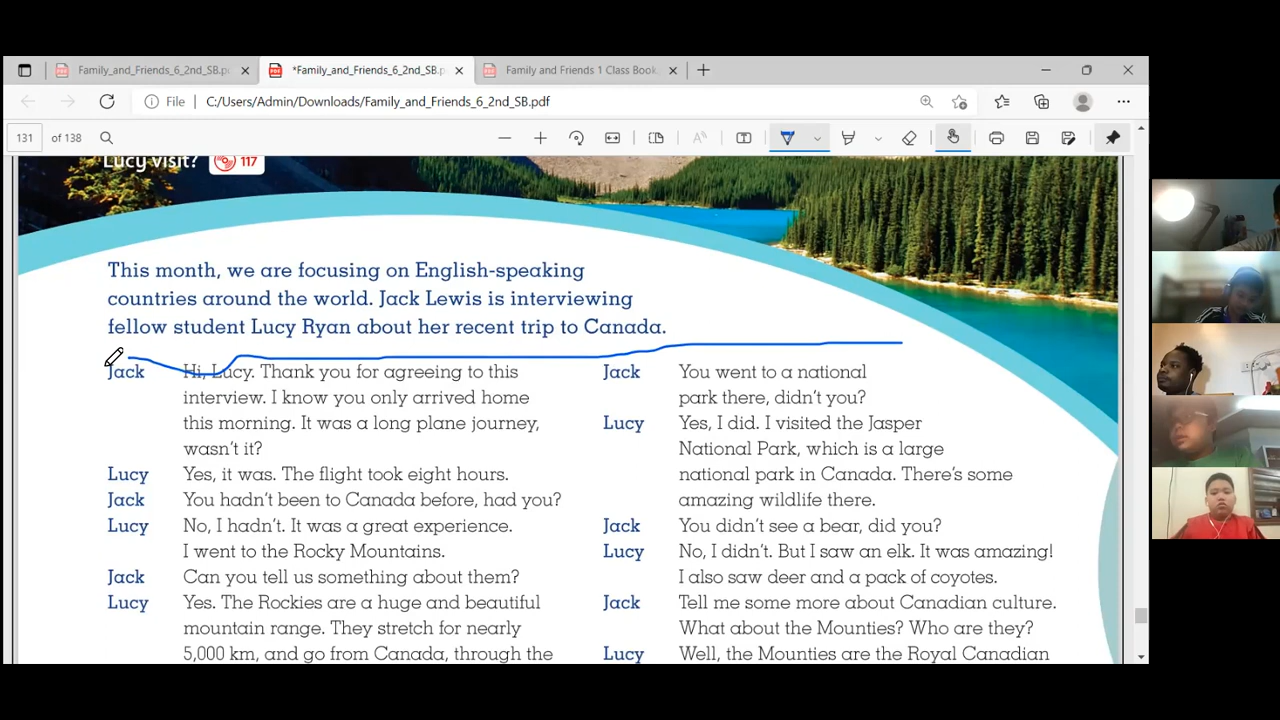 Family_and_Friends_6_2nd_SB.p
*Family_and_Friends_6_2nd_SB.p
Family and Friends 1 Class Book.
File
C:/Users/Admin/Downloads/Family_and_Friends_6_2nd_SB.pdf
131 of 138
Lucy visit? 117
This month, we are focusing on English-speaking
countries around the world. Jack Lewis is interviewing
fellow student Lucy Ryan about her recent trip to Canada.
Jack Hi, Lucy. Thank you for agreeing to this
interview. I know you only arrived home
this morning. It was a long plane journey,
wasn't it?
Lucy Yes, it was. The flight took eight hours.
Jack You hadn't been to Canada before, had you?
Lucy No, I hadn't. It was a great experience.
I went to the Rocky Mountains.
Jack Can you tell us something about them?
Lucy Yes. The Rockies are a huge and beautiful
mountain range. They stretch for nearly
5,000 km, and go from Canada, through the
Jack You went to a national
park there, didn't you?
Lucy Yes, I did. I visited the Jasper
National Park, which is a large
national park in Canada. There's some
amazing wildlife there.
Jack You didn't see a bear, did you?
Lucy No, I didn't. But I saw an elk. It was amazing!
I also saw deer and a pack of coyotes.
Jack Tell me some more about Canadian culture.
What about the Mounties? Who are they?
Lucy Well, the Mounties are the Royal Canadian